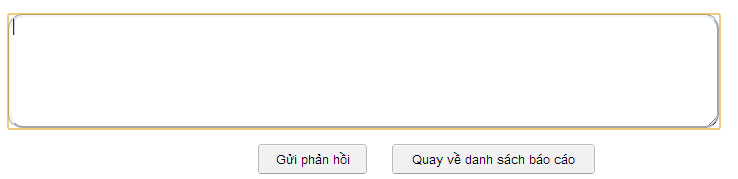 Gửi phản hồi
Quay về danh sách báo cáo